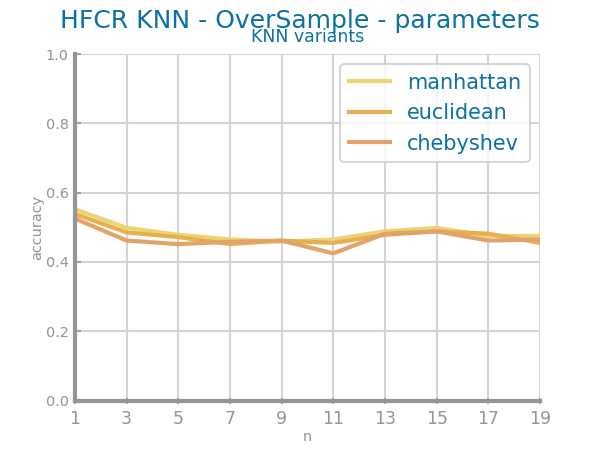 HFCR KNN - OverSample - parameters
KNN variants
manhattan
euclidean
chebyshev
accuracy
1.0
0.8
0.6
0.4
0.2
0.0
1 3 5 7 9 11 13 15 17 19
n